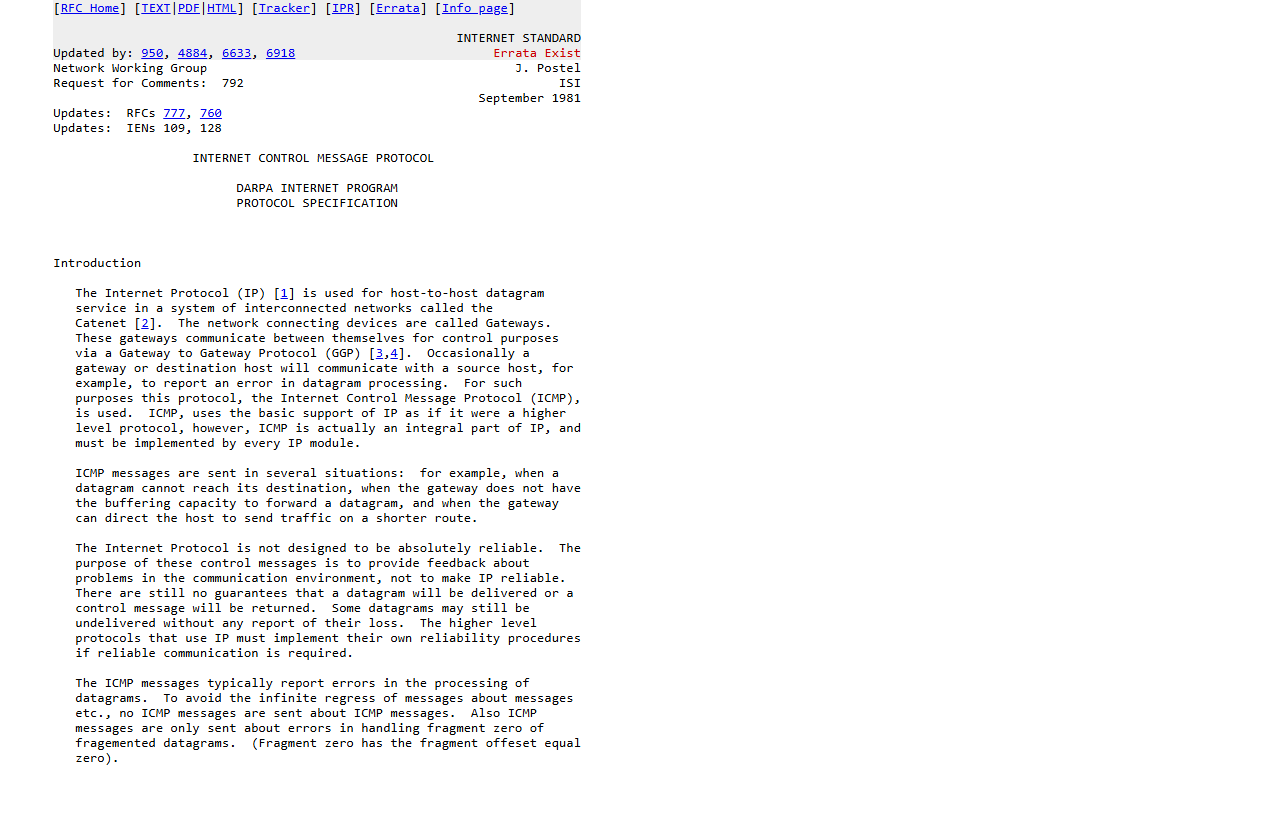 [RFC Home] [TEXT|PDF|HTML] [Tracker] [IPR] [Errata] [Info page]
INTERNET STANDARD
Updated by: 950, 4884, 6633, 6918 Errata Exist
Network Working Group J. Postel
Request for Comments: 792 ISI
September 1981
Updates: RFCs 777, 760
Updates: IENs 109, 128
INTERNET CONTROL MESSAGE PROTOCOL
DARPA INTERNET PROGRAM
PROTOCOL SPECIFICATION
Introduction
The Internet Protocol (IP) [1] is used for host-to-host datagram
service in a system of interconnected networks called the
Catenet [2]. The network connecting devices are called Gateways.
These gateways communicate between themselves for control purposes
via a Gateway to Gateway Protocol (GGP) [3,4]. Occasionally a
gateway or destination host will communicate with a source host, for
example, to report an error in datagram processing. For such
purposes this protocol, the Internet Control Message Protocol (ICMP),
is used. ICMP, uses the basic support of IP as if it were a higher
level protocol, however, ICMP is actually an integral part of IP, and
must be implemented by every IP module.
ICMP messages are sent in several situations: for example, when a
datagram cannot reach its destination, when the gateway does not have
the buffering capacity to forward a datagram, and when the gateway
can direct the host to send traffic on a shorter route.
The Internet Protocol is not designed to be absolutely reliable. The
purpose of these control messages is to provide feedback about
problems in the communication environment, not to make IP reliable.
There are still no guarantees that a datagram will be delivered or a
control message will be returned. Some datagrams may still be
undelivered without any report of their loss. The higher level
protocols that use IP must implement their own reliability procedures
if reliable communication is required.
The ICMP messages typically report errors in the processing of
datagrams. To avoid the infinite regress of messages about messages
etc., no ICMP messages are sent about ICMP messages. Also ICMP
messages are only sent about errors in handling fragment zero of
fragemented datagrams. (Fragment zero has the fragment offeset equal
zero).